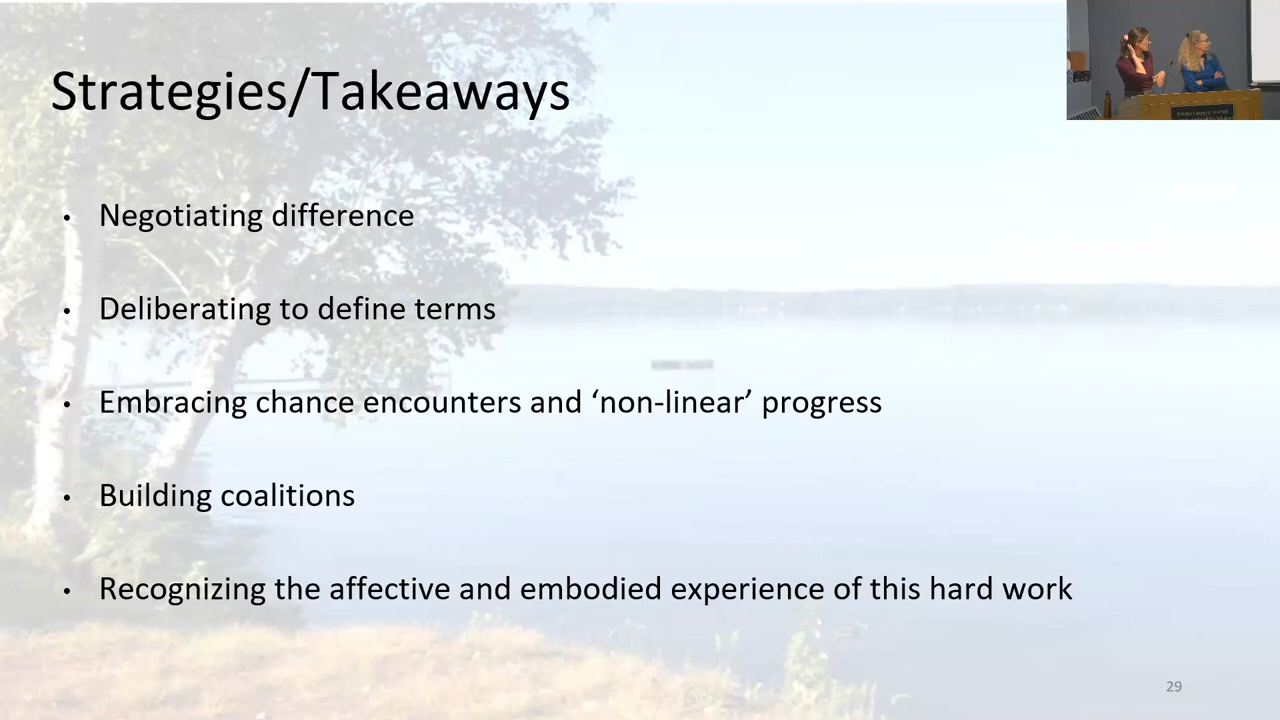 Strategies/Takeaways
• Negotiating difference
• Deliberating to define terms
• Embracing chance encounters and ‘non-linear’ progress
• Building coalitions
• Recognizing the affective and embodied experience of this hard work
29